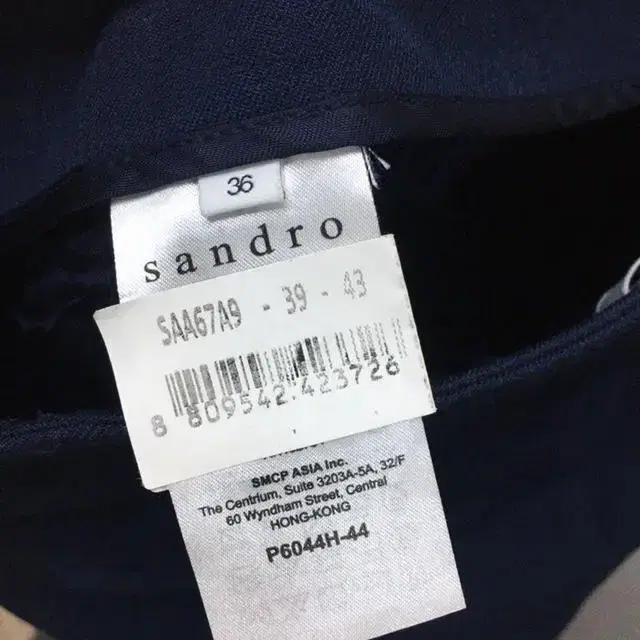 36
sandro
SAA67A9 - 39 - 43
8 809542 423726
SMCP ASIA Inc.
The Centrium, Suite 3203A-5A, 32/F
60 Wyndham Street, Central
HONG-KONG
P6044H-44